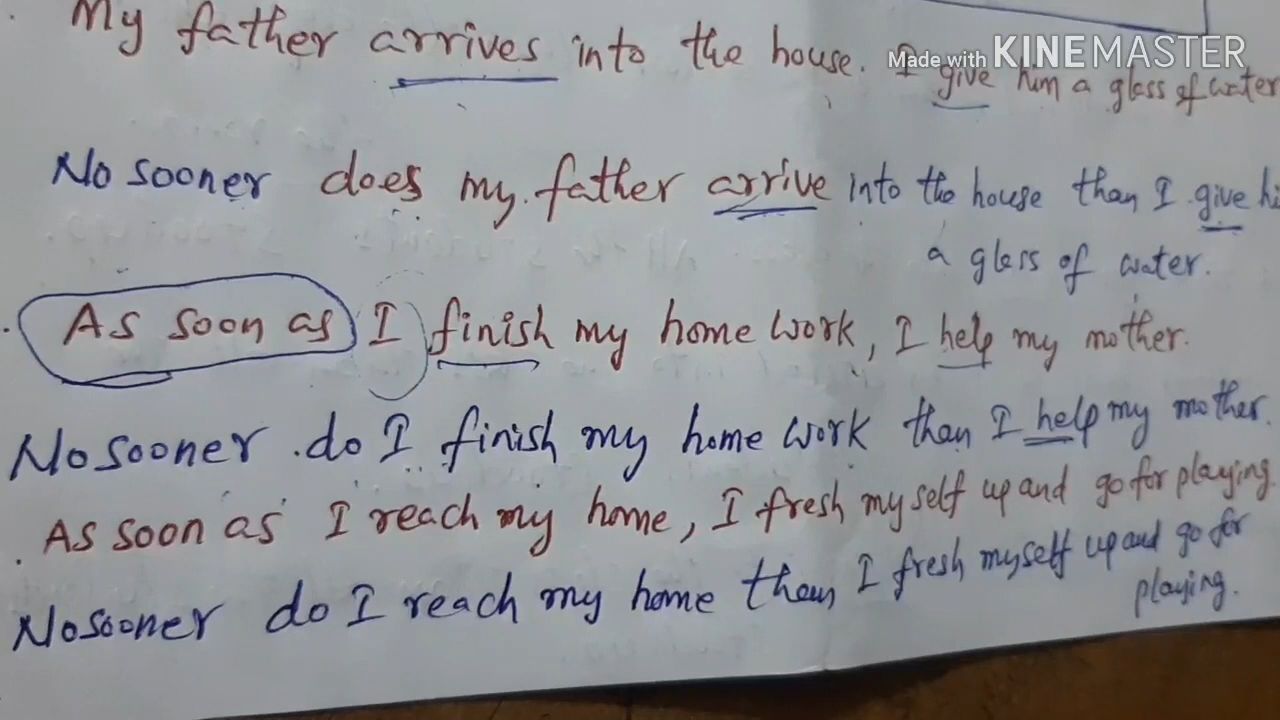 My father arrives into the house. I give him a glass of water
Made with KINEMASTER
No sooner does my father arrive into the house than I give hi
a glass of water.
As soon as I finish my home work, I help my mother.
No sooner do I finish my home work than I help my mother.
As soon as I reach my home, I fresh myself up and go for playing.
No sooner do I reach my home than I fresh myself up and go for
playing.